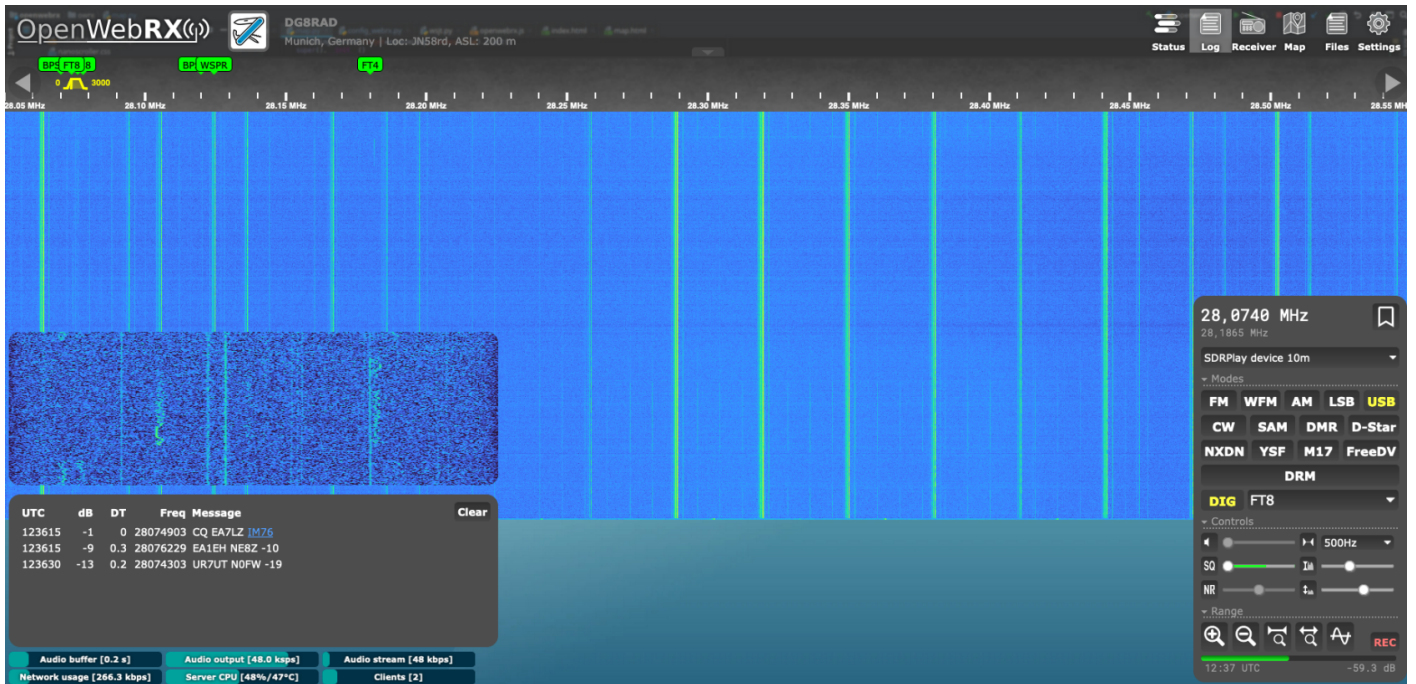 OpenWebRX
DG8RAD
Munich, Germany | Loc: JN58rd, ASL: 200 m
Status Log Receiver Map Files Settings
FT8 WSPR FT4
0 3000
28.05 MHz 28.10 MHz 28.15 MHz 28.20 MHz 28.25 MHz 28.30 MHz 28.35 MHz 28.40 MHz 28.45 MHz 28.50 MHz 28.55 MH
28,0740 MHz
28,1865 MHz
SDRPlay device 10m
Modes
FM WFM AM LSB USB
CW SAM DMR D-Star
NXDN YSF M17 FreeDV
DRM
DIG FT8
Controls
500Hz
SQ
NR
Range
REC
12:37 UTC -59.3 dB
UTC dB DT Freq Message Clear
123615 -1 0 28074903 CQ EA7LZ IM76
123615 -9 0.3 28076229 EA1EH NE8Z -10
123630 -13 0.2 28074303 UR7UT N0FW -19
Audio buffer [0.2 s] Audio output [48.0 ksps] Audio stream [48 kbps]
Network usage [266.3 kbps] Server CPU [48%/47°C] Clients [2]